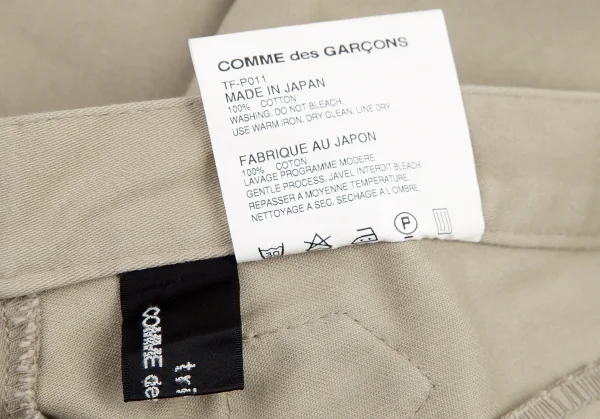 COMME des GARÇONS
TF-P011
MADE IN JAPAN
100% COTTON
WASHING. DO NOT BLEACH.
USE WARM IRON. DRY CLEAN. LINE DRY
FABRIQUE AU JAPON
100% COTON
LAVAGE PROGRAMME MODERE
GENTLE PROCESS. JAVEL INTERDIT BLEACH
REPASSER A MOYENNE TEMPERATURE
NETTOYAGE A SEC. SECHAGE A L'OMBRE.
30
P
tri
COMME de